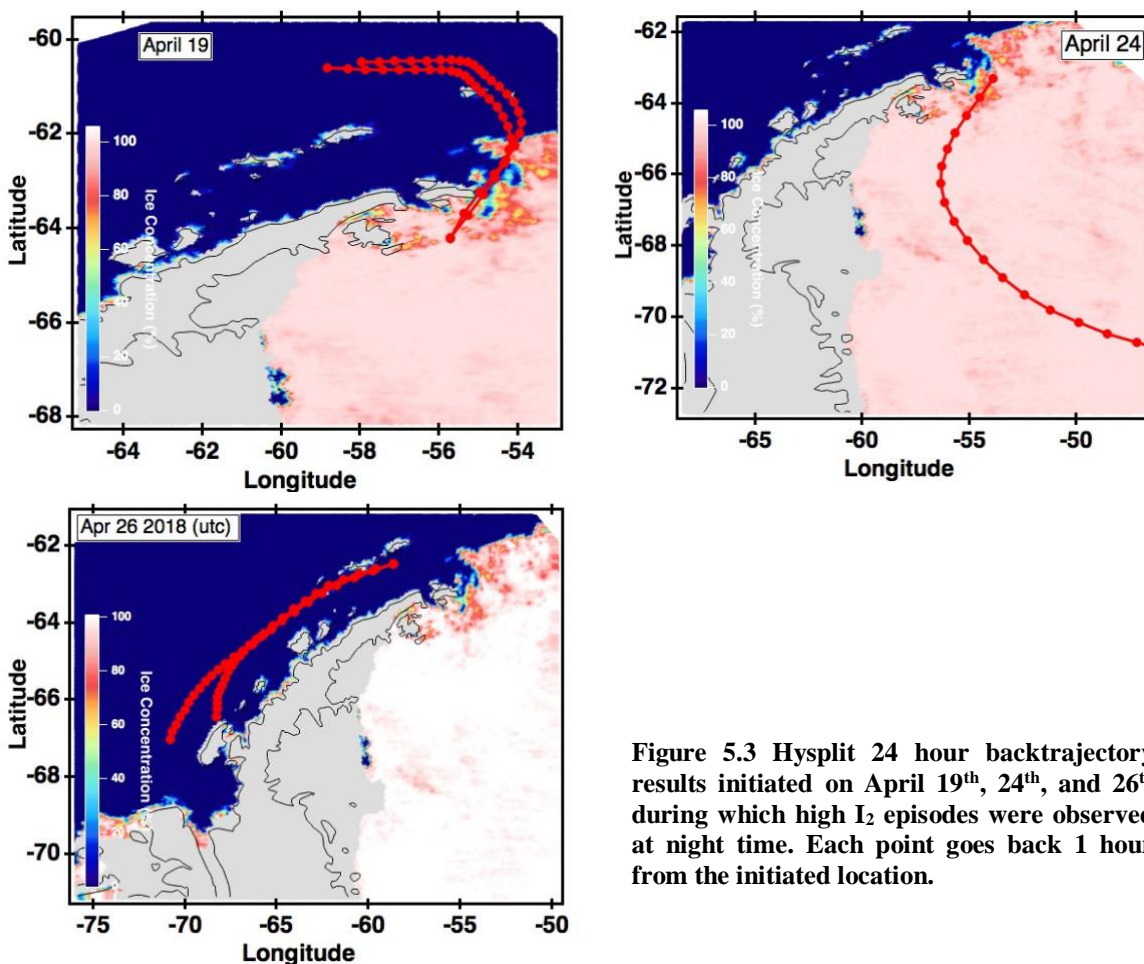 April 19
-60
-62
-64
-66
-68
Latitude
100
80
60
40
20
0
Ice Concentration (%)
-64
-62
-60
-58
-56
-54
Longitude
April 24
-62
-64
-66
-68
-70
-72
Latitude
100
80
60
40
20
0
Ice Concentration (%)
-65
-60
-55
-50
Longitude
Apr 26 2018 (utc)
-62
-64
-66
-68
-70
Latitude
100
80
60
40
20
0
Ice Concentration
-75
-70
-65
-60
-55
-50
Longitude
Figure 5.3 Hysplit 24 hour backtrajectory
results initiated on April 19th, 24th, and 26th
during which high I2 episodes were observed
at night time. Each point goes back 1 hour
from the initiated location.